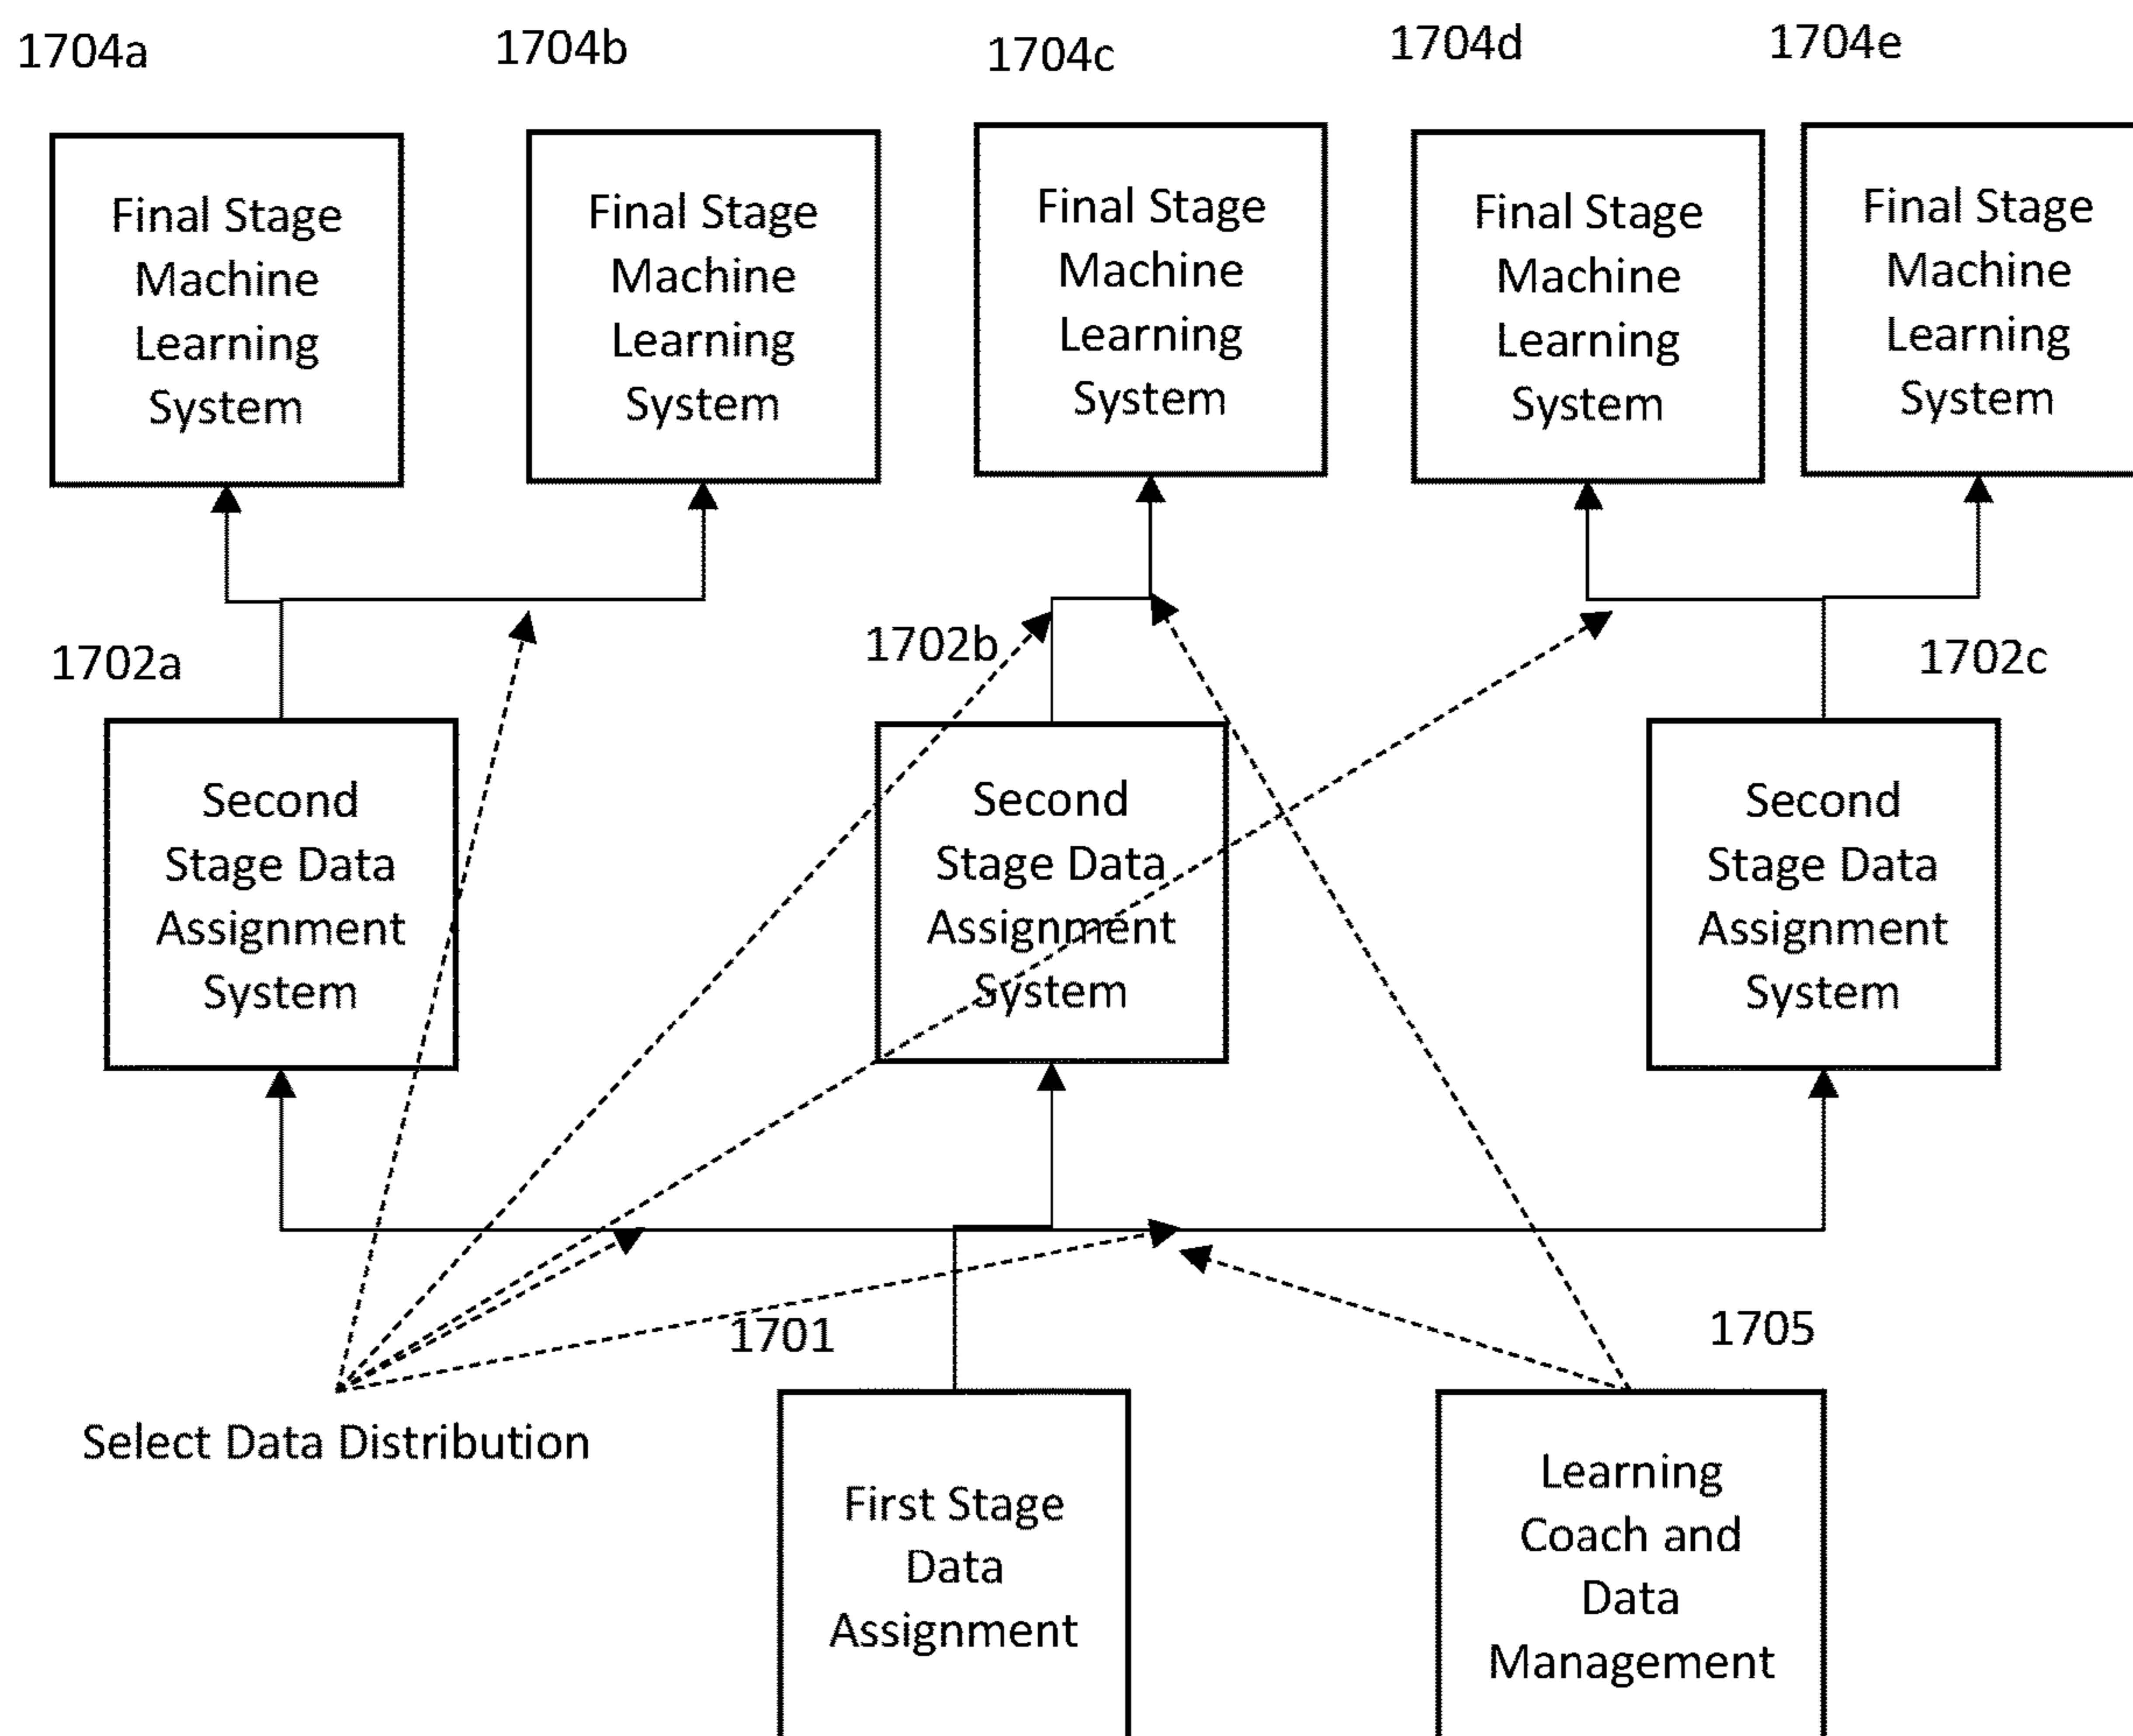 1704a
1704b
1704c
1704d
1704e
Final Stage
Machine
Learning
System
Final Stage
Machine
Learning
System
Final Stage
Machine
Learning
System
Final Stage
Machine
Learning
System
Final Stage
Machine
Learning
System
1702a
1702b
1702c
Second
Stage Data
Assignment
System
Second
Stage Data
Assignment
System
Second
Stage Data
Assignment
System
1701
1705
Select Data Distribution
First Stage
Data
Assignment
Learning
Coach and
Data
Management